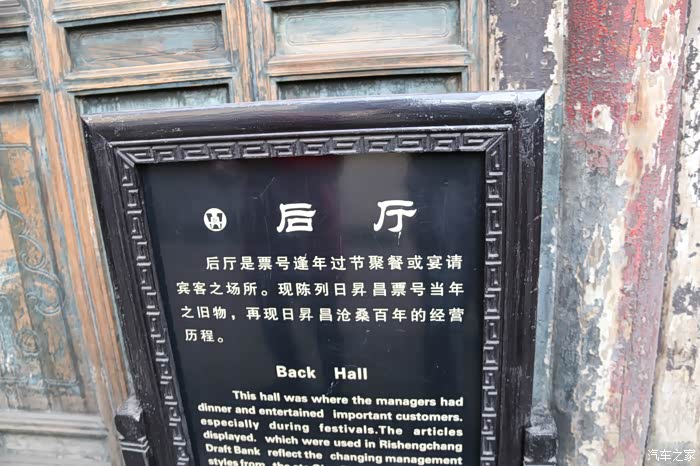 后厅
后厅是票号逢年过节聚餐或宴请
宾客之场所。现陈列日昇昌票号当年
之旧物，再现日昇昌沧桑百年的经营
历程。
Back Hall
This hall was where the managers had
dinner and entertained important customers.
especially during festivals.The articles
displayed. which were used in Rishengchang
Draft Bank reflect the changing management
styles from the
汽车之家